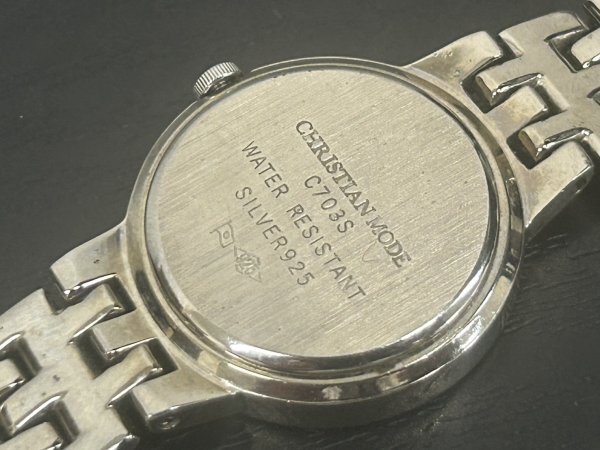 CHRISTIAN MODE
C703S
WATER RESISTANT
SILVER925